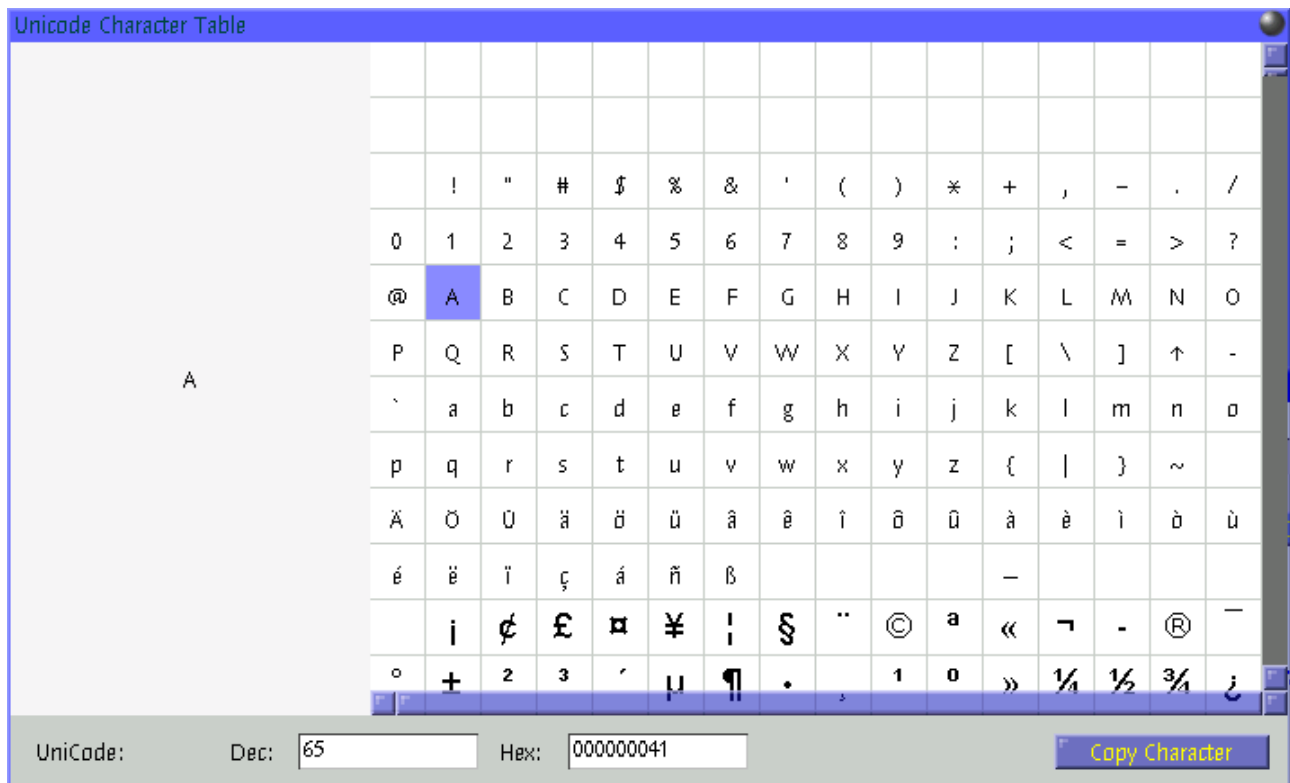 Unicode Character Table
! " # $ % & ' ( ) * + , - . /
0 1 2 3 4 5 6 7 8 9 : ; < = > ?
@ A B C D E F G H I J K L M N O
P Q R S T U V W X Y Z [ \ ] ↑ -
A
` a b c d e f g h i j k l m n o
p q r s t u v w x y z { | } ~
Ä Ö Ü ä ö ü â ê î ô û à è ì ò ù
é ë ï ç á ñ ß —
¡ ¢ £ ¤ ¥ ¦ § ¨ © ª « ¬ - ® ¯
° ± ² ³ ´ µ ¶ · ¸ ¹ º » ¼ ½ ¾ ¿
UniCode: Dec: 65 Hex: 000000041 Copy Character